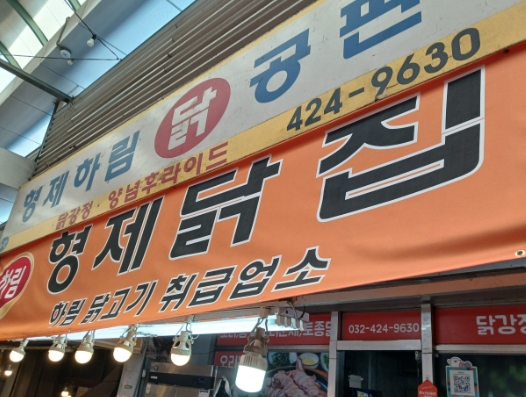 형제하림 닭 공판
424-9630
닭강정·양념후라이드
하림
형제닭집
하림 닭고기 취급업소
032-424-9630
닭강정